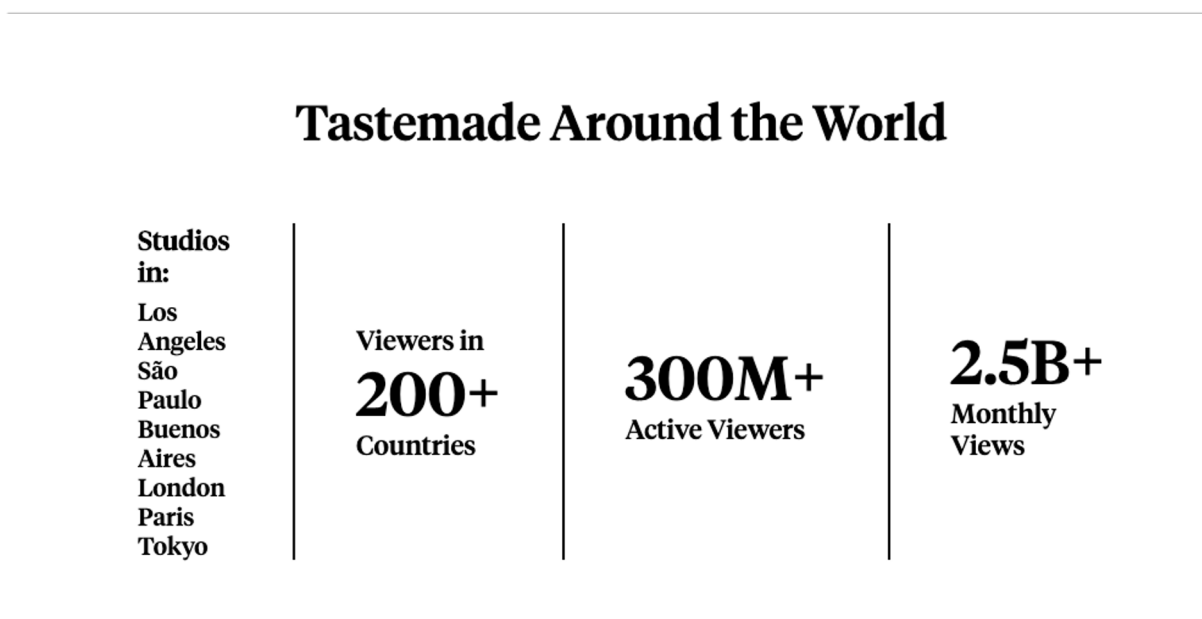 Tastemade Around the World
Studios
in:
Los
Angeles
São
Paulo
Buenos
Aires
London
Paris
Tokyo
Viewers in
200+
Countries
300M+
Active Viewers
2.5B+
Monthly
Views